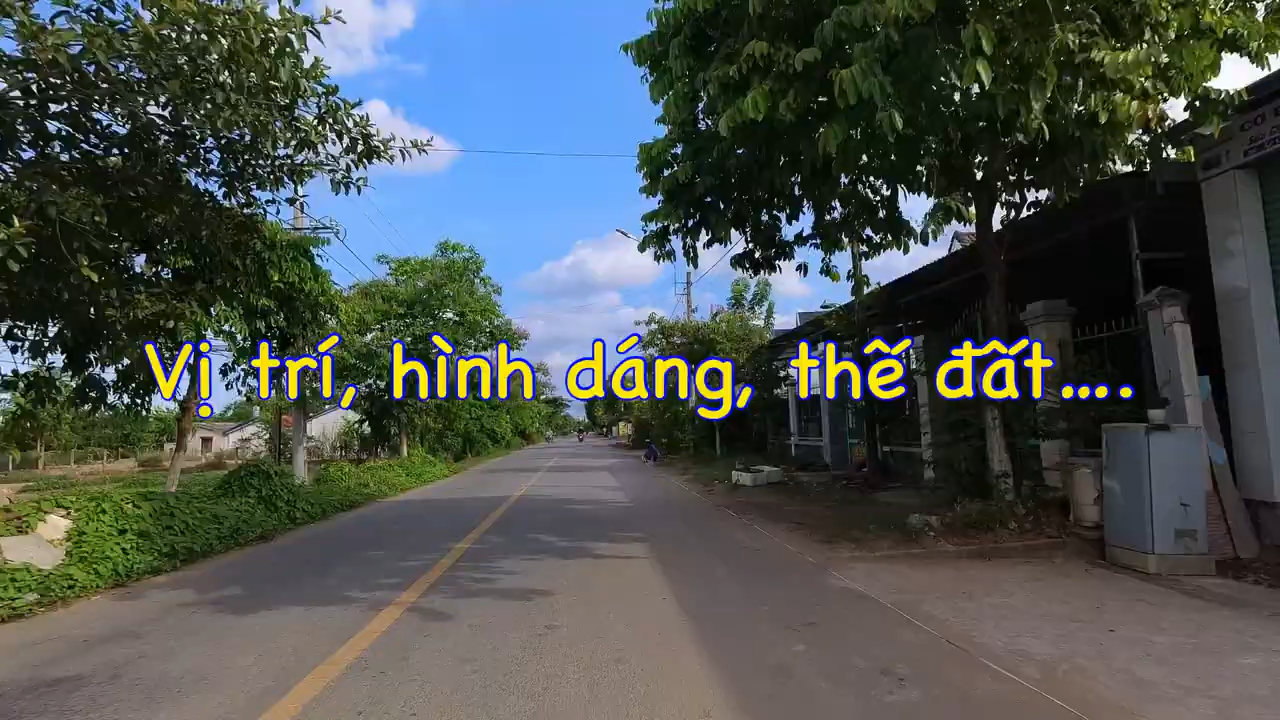 Vị trí, hình dáng, thế đất....